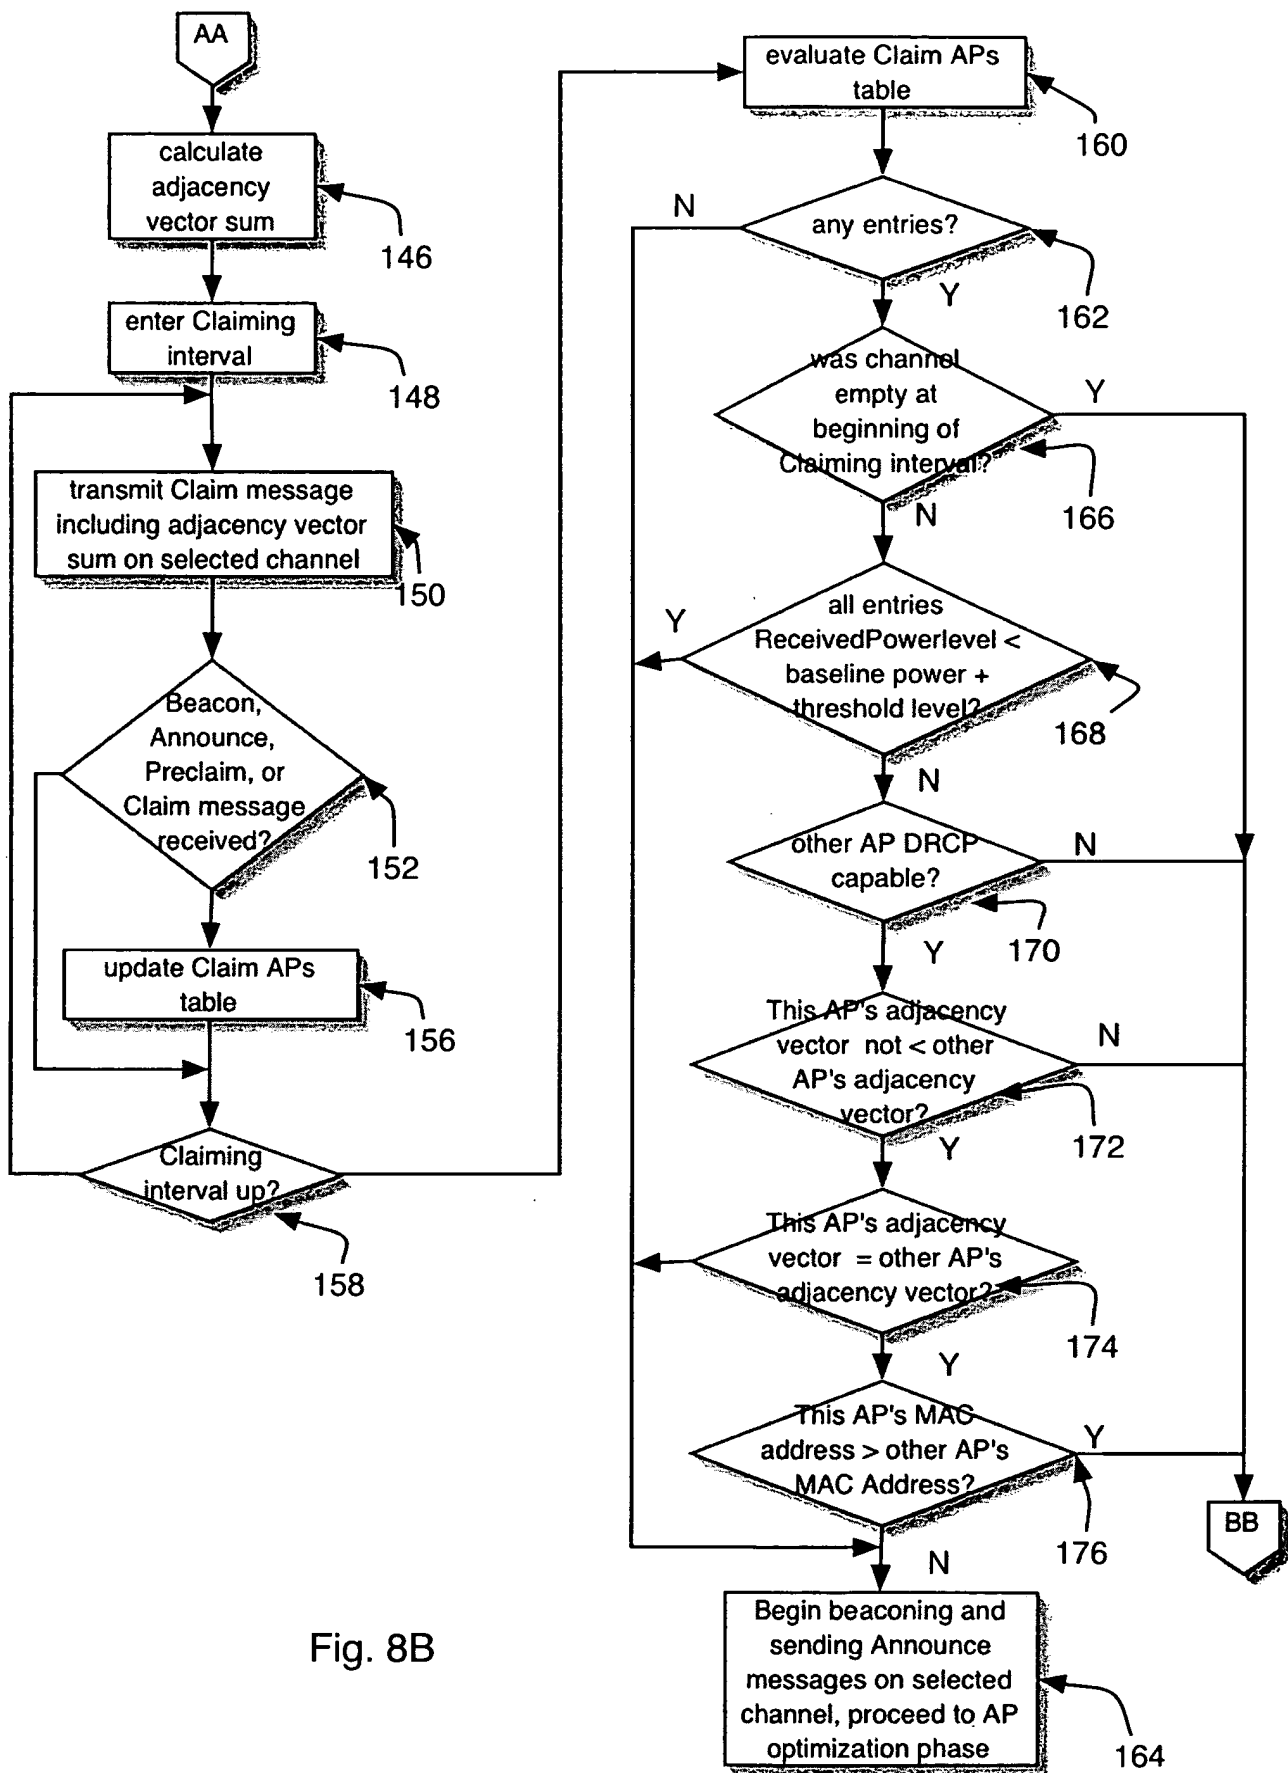 AA
calculate
adjacency
vector sum
146
enter Claiming
interval
148
transmit Claim message
including adjacency vector
sum on selected channel
150
Beacon,
Announce,
Preclaim, or
Claim message
received?
152
update Claim APs
table
156
Claiming
interval up?
158
evaluate Claim APs
table
160
N
any entries?
Y
162
was channel
empty at
beginning of
Claiming interval?
Y
N
166
all entries
ReceivedPowerlevel <
baseline power +
threshold level?
Y
N
168
other AP DRCP
capable?
N
Y
170
This AP's adjacency
vector not < other
AP's adjacency
vector?
N
Y
172
This AP's adjacency
vector = other AP's
adjacency vector?
174
Y
This AP's MAC
address > other AP's
MAC Address?
Y
176
BB
N
Begin beaconing and
sending Announce
messages on selected
channel, proceed to AP
optimization phase
164
Fig. 8B